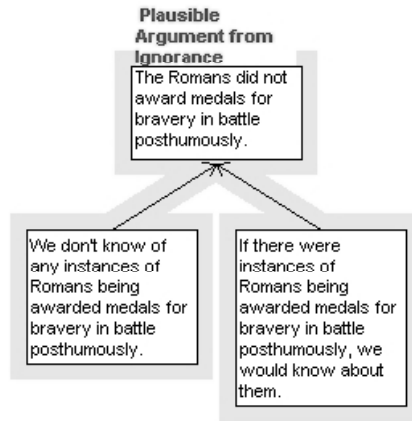 Plausible
Argument from
Ignorance
The Romans did not
award medals for
bravery in battle
posthumously.
We don't know of
any instances of
Romans being
awarded medals for
bravery in battle
posthumously.
If there were
instances of
Romans being
awarded medals for
bravery in battle
posthumously, we
would know about
them.